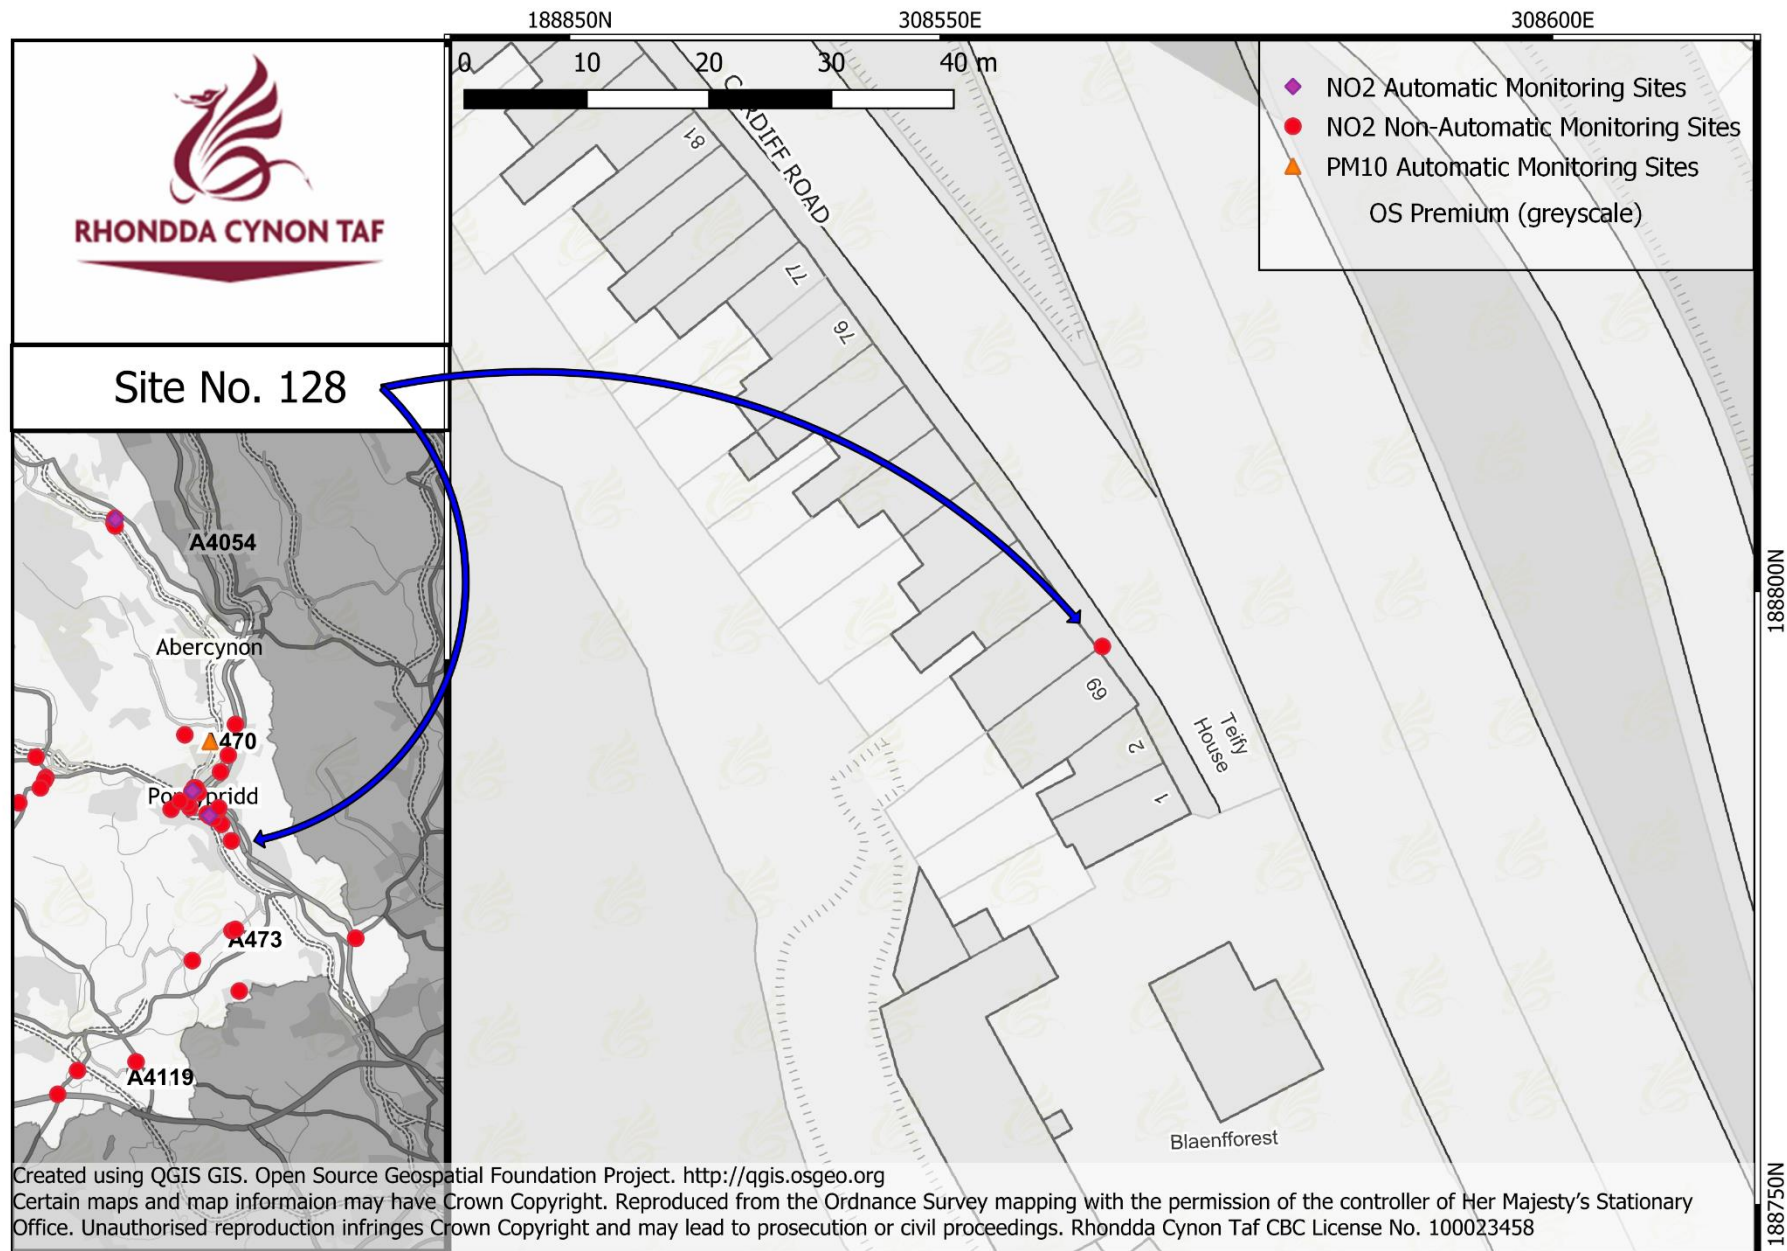 188850N
308550E
308600E
RHONDDA CYNON TAF
Site No. 128
0 10 20 30 40 m
NO2 Automatic Monitoring Sites
NO2 Non-Automatic Monitoring Sites
PM10 Automatic Monitoring Sites
OS Premium (greyscale)
CARDIFF ROAD
81
77
76
69
2
1
Teify
House
Blaenfforest
188800N
188750N
A4054
Abercynon
A470
Pontypridd
A473
A4119
Created using QGIS GIS. Open Source Geospatial Foundation Project. http://qgis.osgeo.org
Certain maps and map informaion may have Crown Copyright. Reproduced from the Ordnance Survey mapping with the permission of the controller of Her Majesty's Stationary
Office. Unauthorised reproduction infringes Crown Copyright and may lead to prosecution or civil proceedings. Rhondda Cynon Taf CBC License No. 100023458